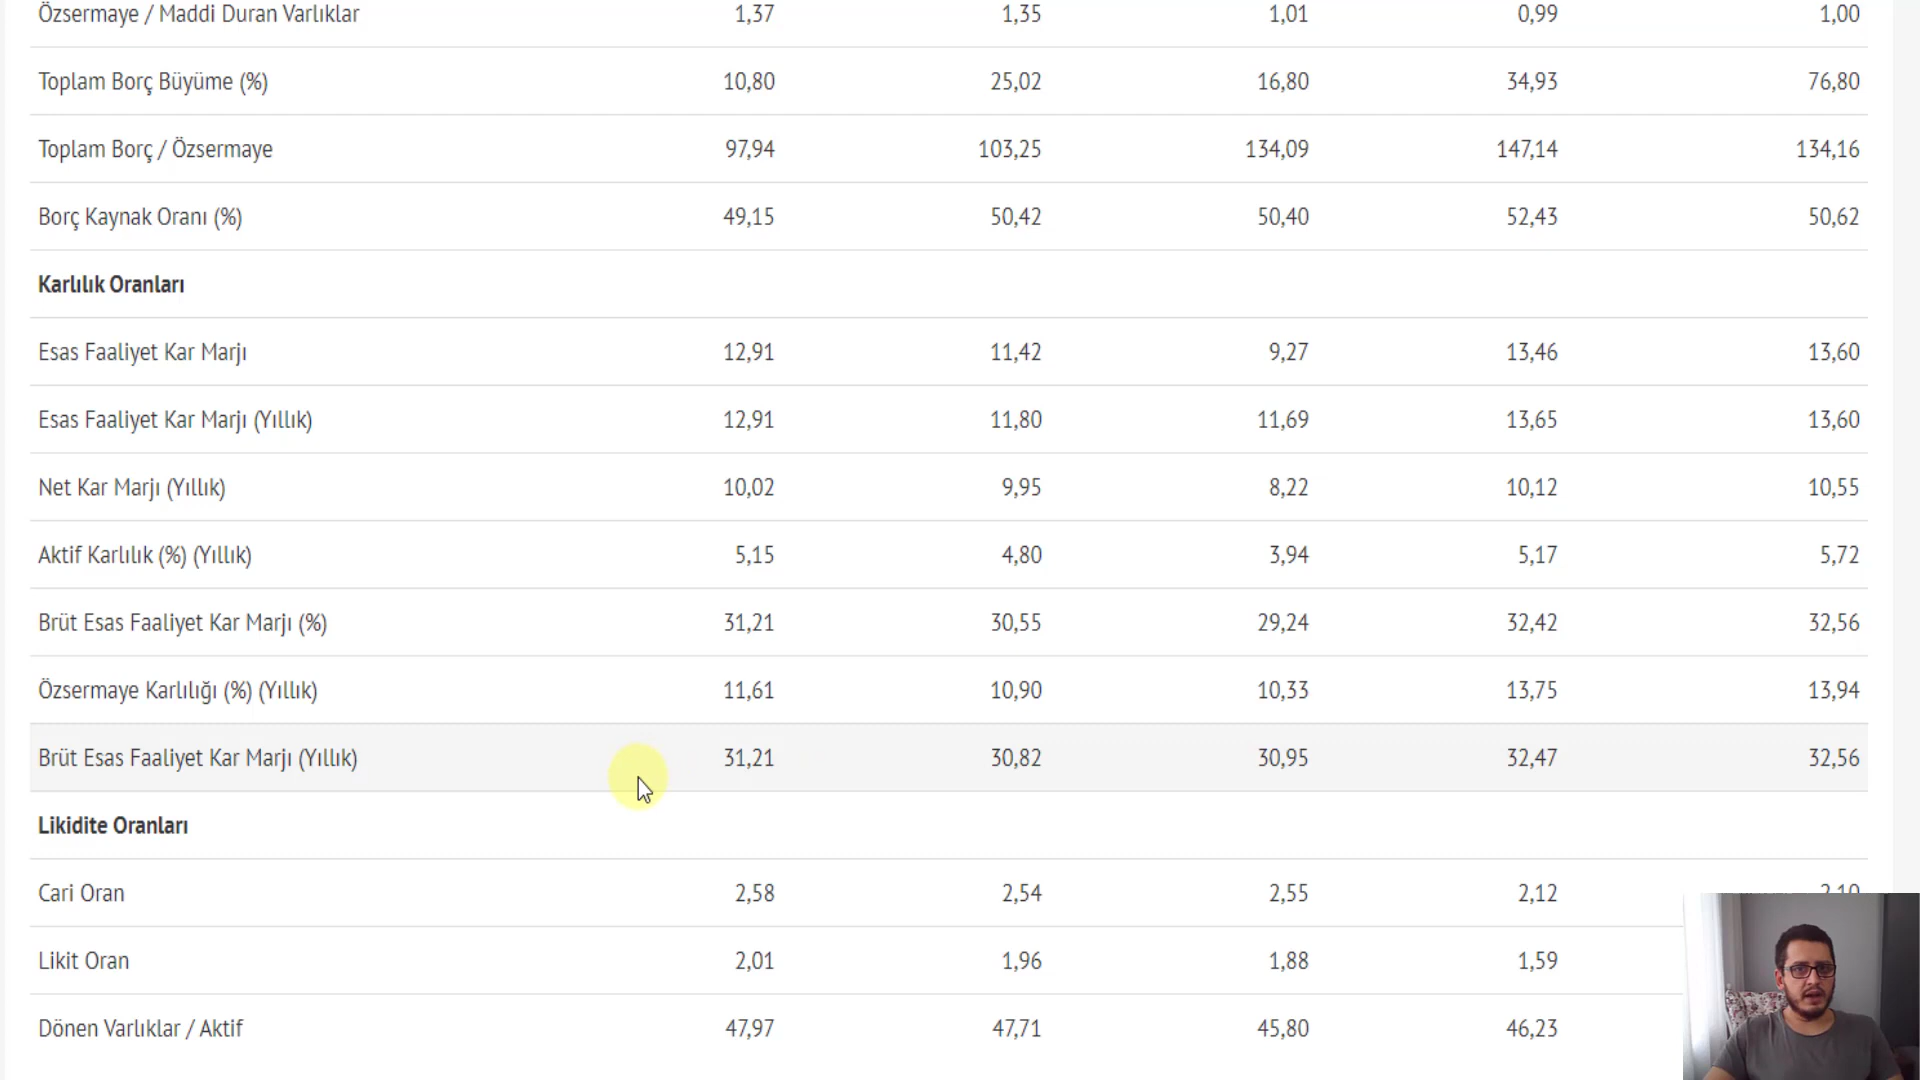 Özsermaye / Maddi Duran Varlıklar 1,37 1,35 1,01 0,99 1,00
Toplam Borç Büyüme (%) 10,80 25,02 16,80 34,93 76,80
Toplam Borç / Özsermaye 97,94 103,25 134,09 147,14 134,16
Borç Kaynak Oranı (%) 49,15 50,42 50,40 52,43 50,62
Karlılık Oranları
Esas Faaliyet Kar Marjı 12,91 11,42 9,27 13,46 13,60
Esas Faaliyet Kar Marjı (Yıllık) 12,91 11,80 11,69 13,65 13,60
Net Kar Marjı (Yıllık) 10,02 9,95 8,22 10,12 10,55
Aktif Karlılık (%) (Yıllık) 5,15 4,80 3,94 5,17 5,72
Brüt Esas Faaliyet Kar Marjı (%) 31,21 30,55 29,24 32,42 32,56
Özsermaye Karlılığı (%) (Yıllık) 11,61 10,90 10,33 13,75 13,94
Brüt Esas Faaliyet Kar Marjı (Yıllık) 31,21 30,82 30,95 32,47 32,56
Likidite Oranları
Cari Oran 2,58 2,54 2,55 2,12
Likit Oran 2,01 1,96 1,88 1,59
Dönen Varlıklar / Aktif 47,97 47,71 45,80 46,23